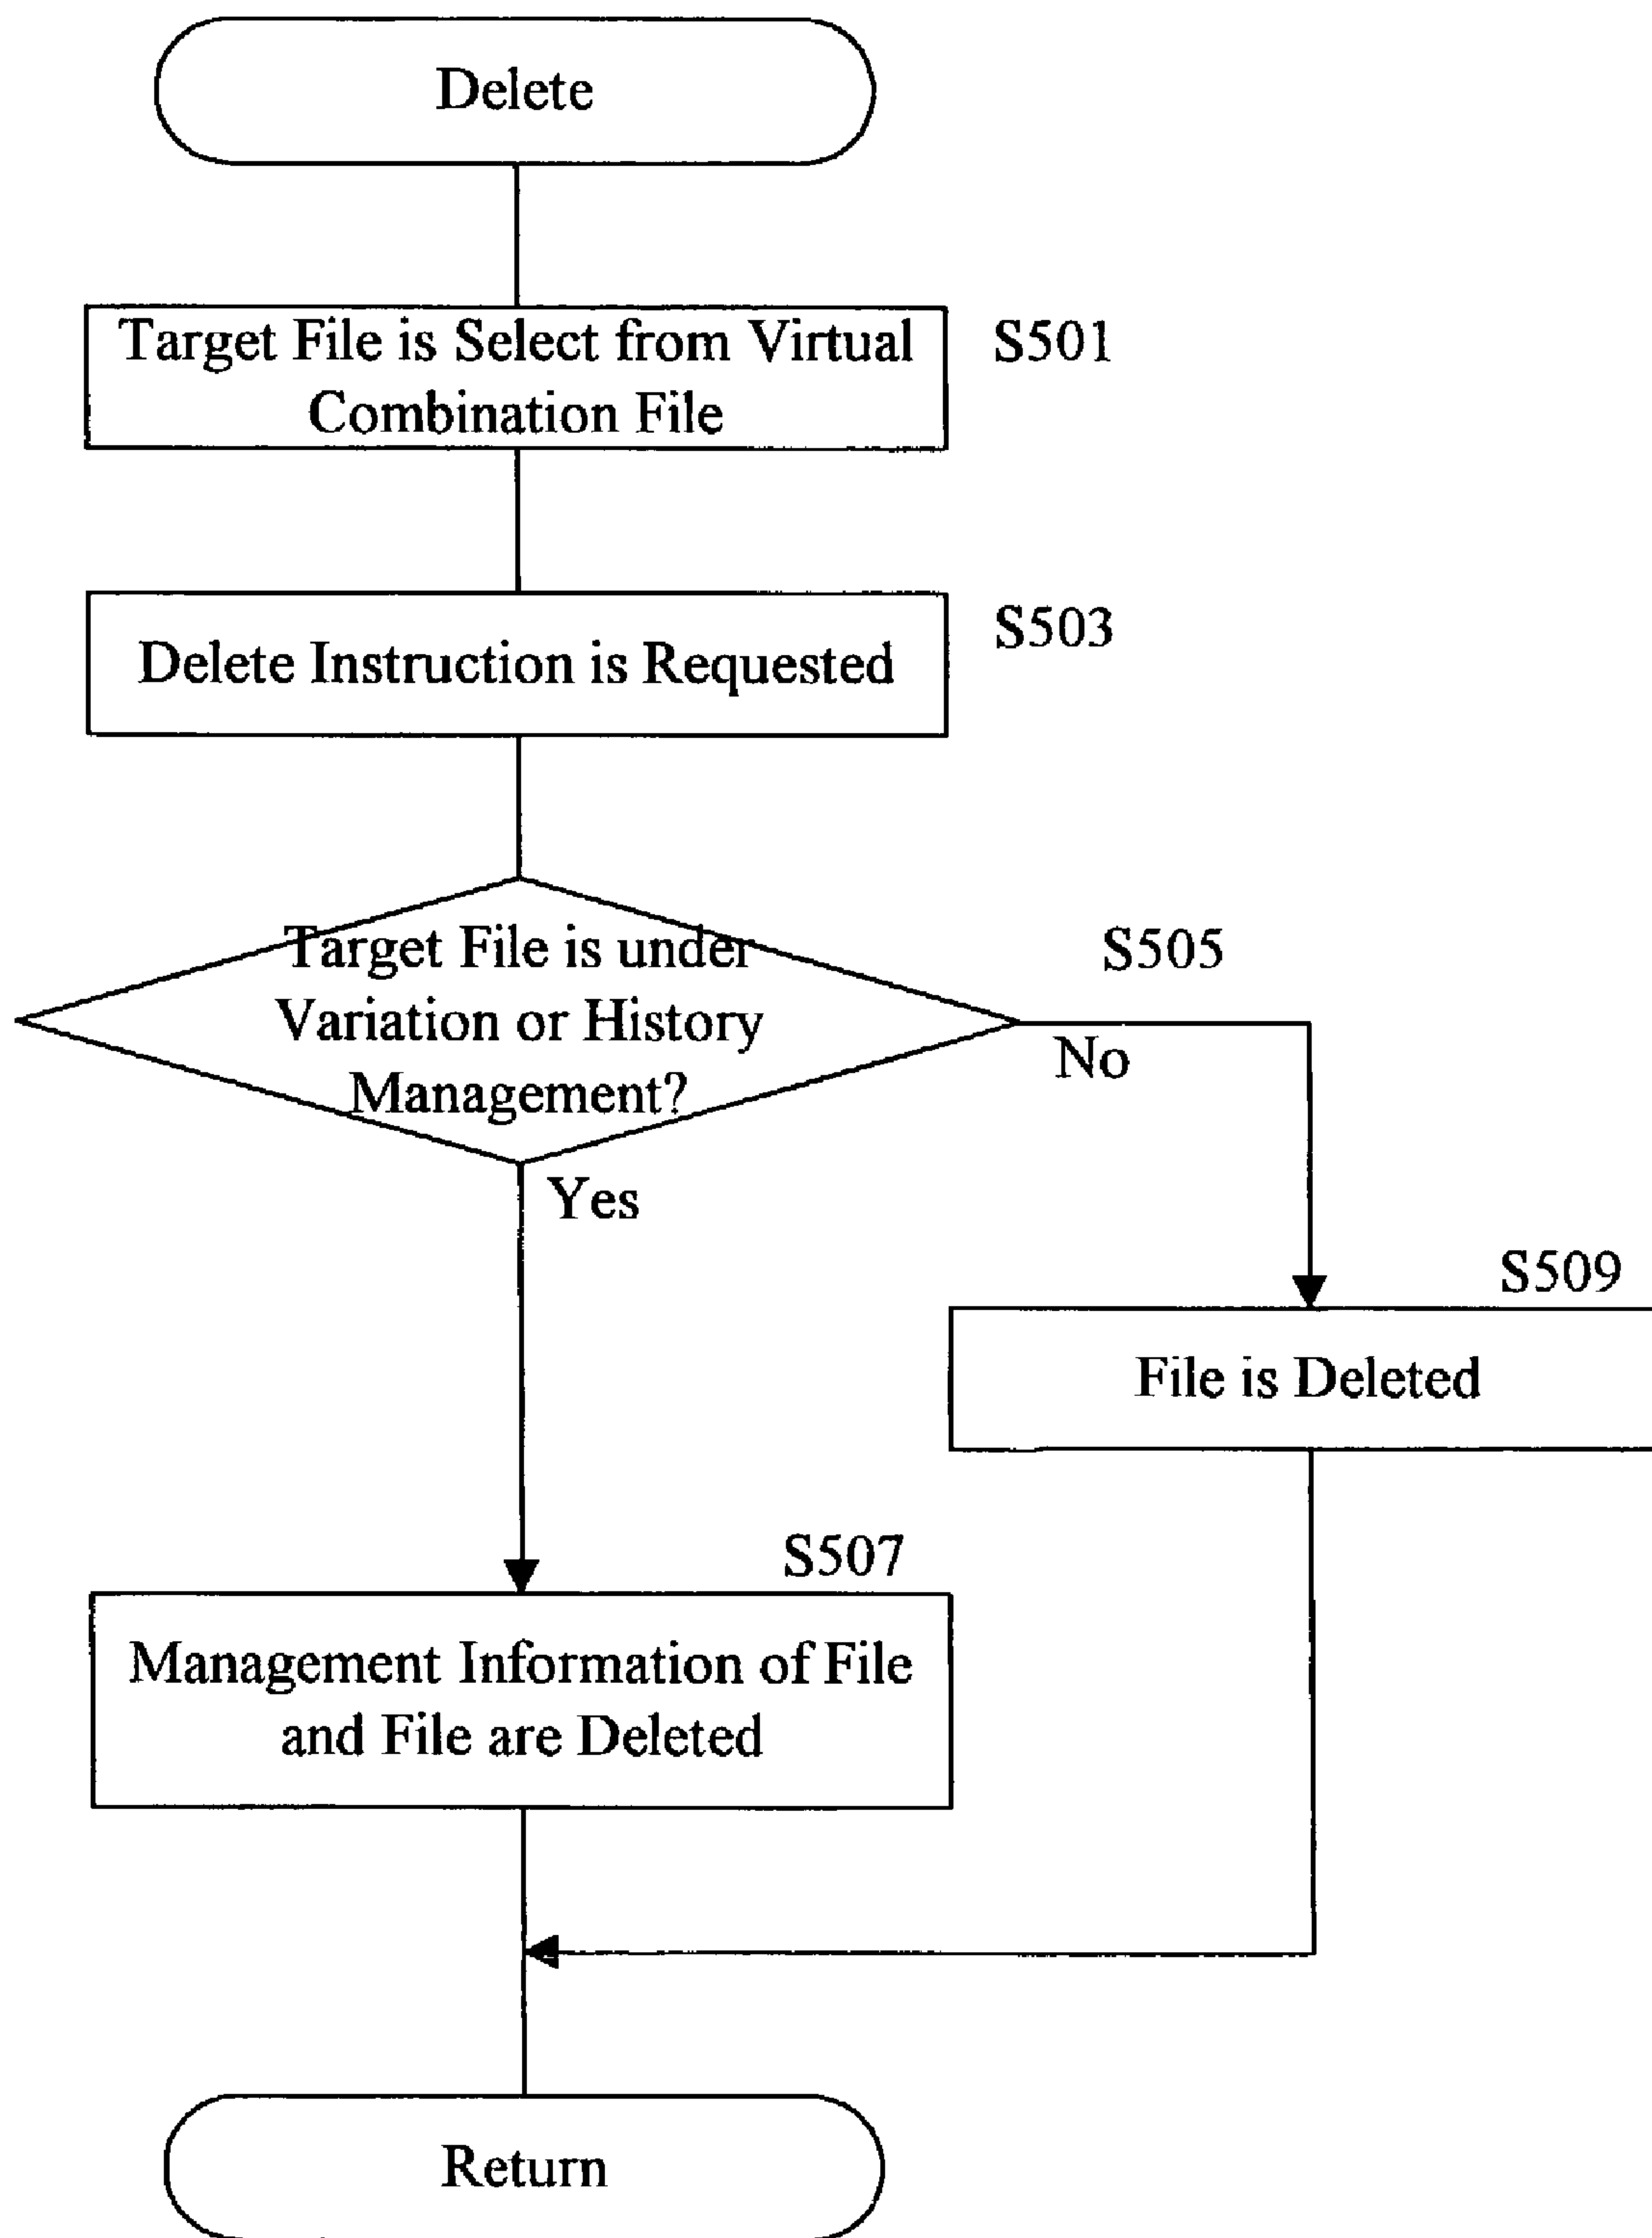 Delete
Target File is Select from Virtual
Combination File
S501
Delete Instruction is Requested
S503
Target File is under
Variation or History
Management?
S505
No
Yes
S509
File is Deleted
S507
Management Information of File
and File are Deleted
Return